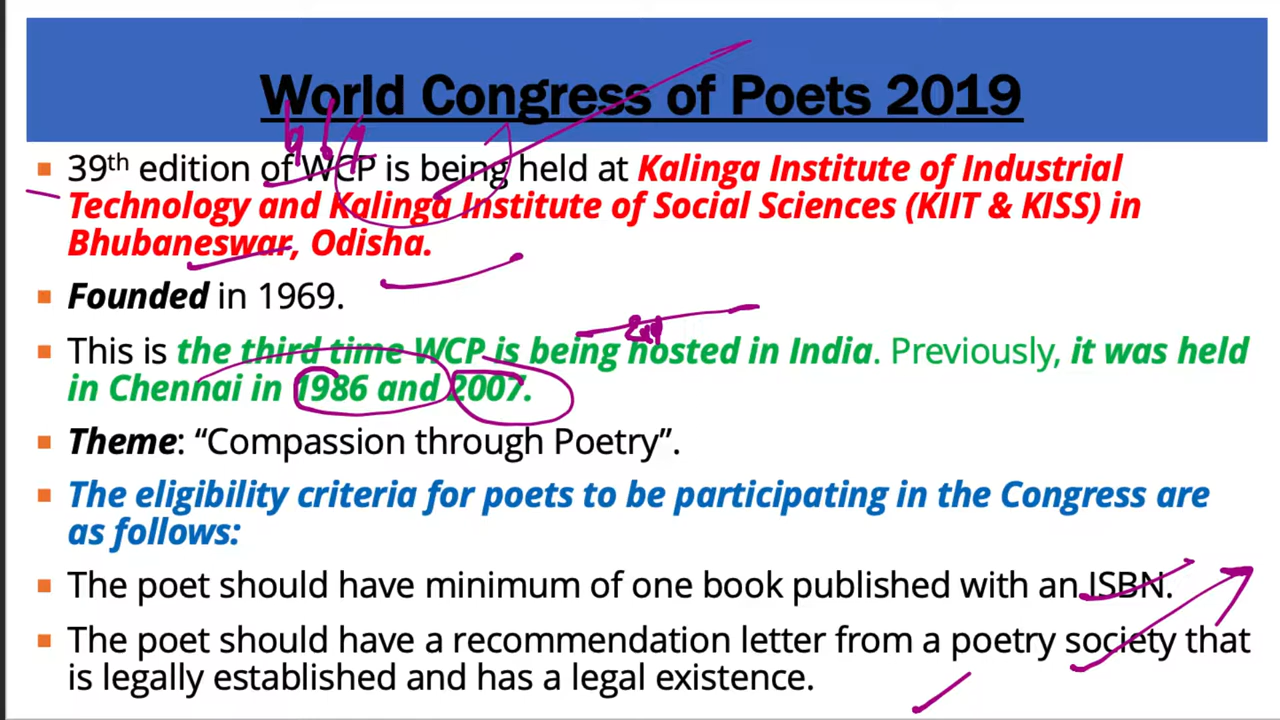 World Congress of Poets 2019
39th edition of WCP is being held at Kalinga Institute of Industrial
Technology and Kalinga Institute of Social Sciences (KIIT & KISS) in
Bhubaneswar, Odisha.
Founded in 1969.
This is the third time WCP is being hosted in India. Previously, it was held
in Chennai in 1986 and 2007.
Theme: “Compassion through Poetry”.
The eligibility criteria for poets to be participating in the Congress are
as follows:
The poet should have minimum of one book published with an ISBN.
The poet should have a recommendation letter from a poetry society that
is legally established and has a legal existence.